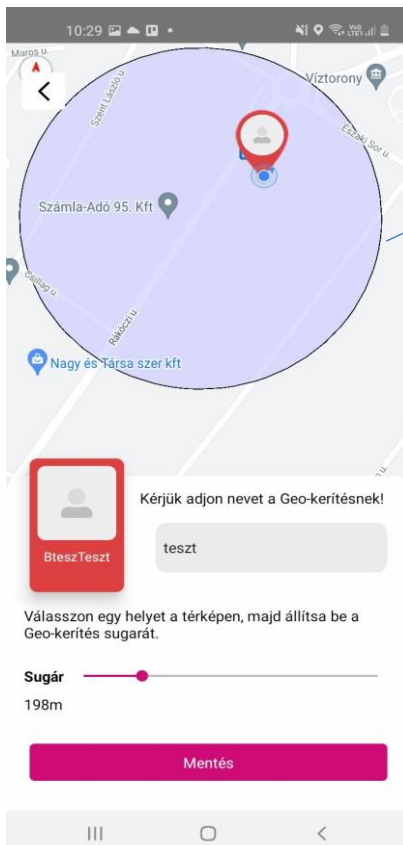 10:29
Maros u.
Víztorony
Szent László u.
Északi Sor u.
Számla-Adó 95. Kft
Csillag u.
Rákóczi u.
Nagy és Társa szer kft
u.
Kérjük adjon nevet a Geo-kerítésnek!
teszt
BteszTeszt
Válasszon egy helyet a térképen, majd állítsa be a
Geo-kerítés sugarát.
Sugár
198m
Mentés